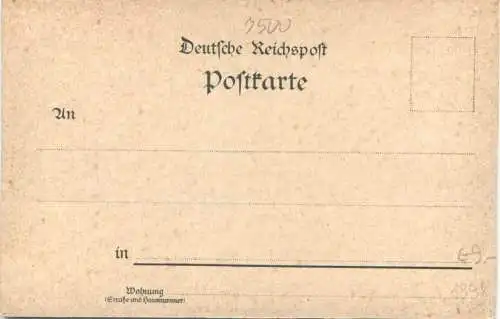 3500
Deutsche Reichspost
Postkarte
An
in
69.-
Wohnung
(Straße und Hausnummer)